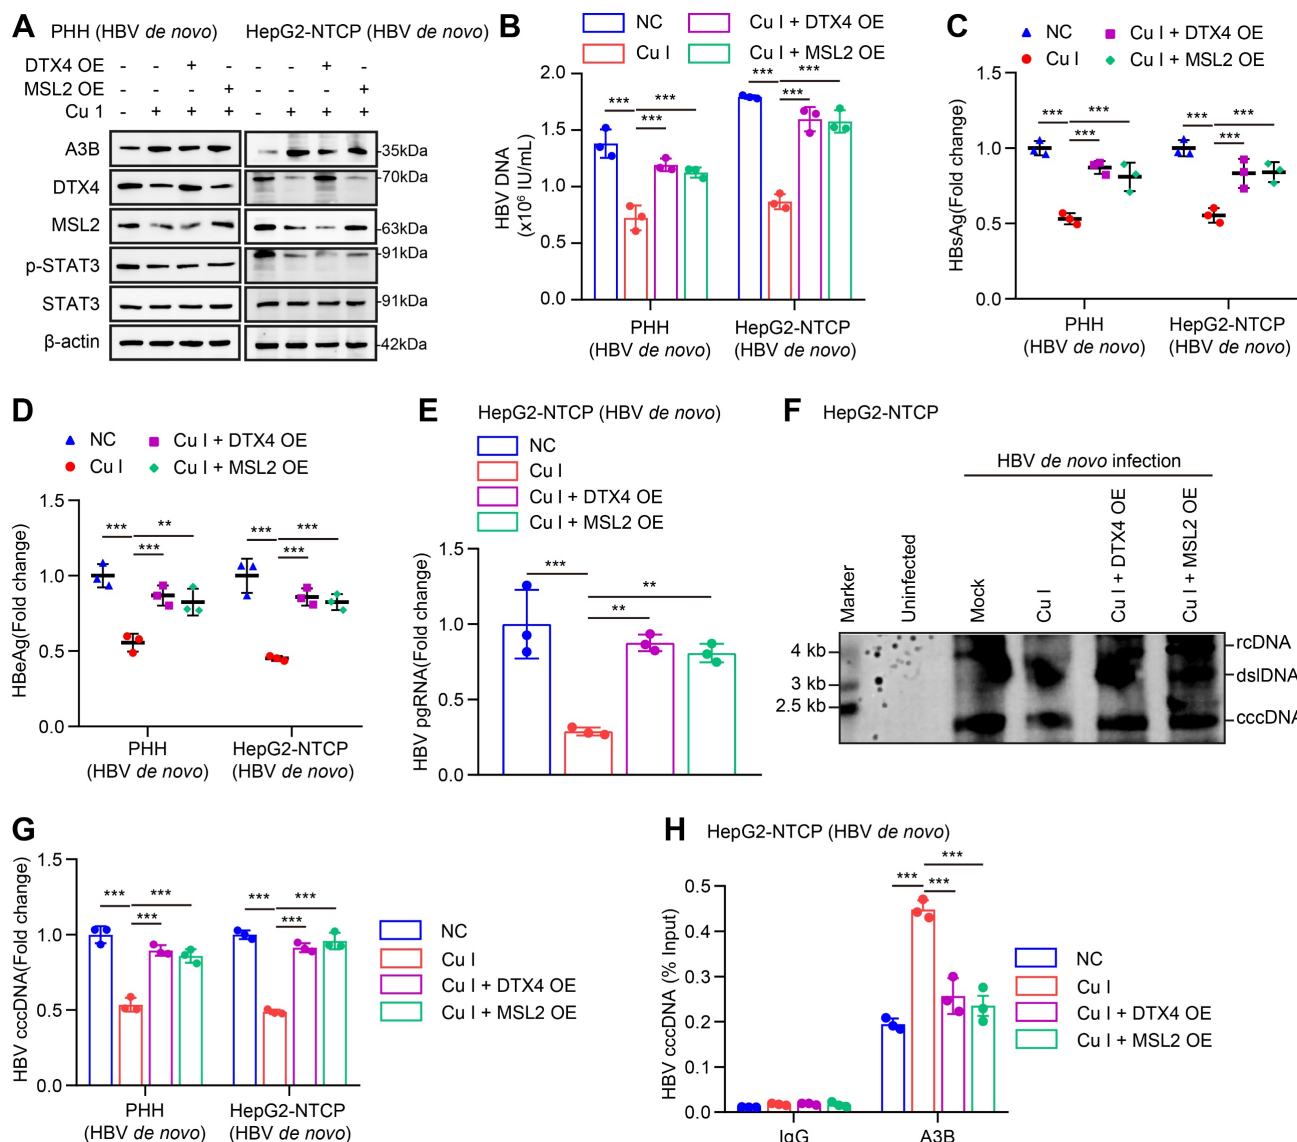 A PHH (HBV de novo) HepG2-NTCP (HBV de novo)
DTX4 OE - - + - - - + -
MSL2 OE - - - + - - - +
Cu 1 - + + + - + + +
A3B -35kDa
DTX4 -70kDa
MSL2 -63kDa
p-STAT3 -91kDa
STAT3 -91kDa
β-actin -42kDa
B
NC Cu I + DTX4 OE
Cu I Cu I + MSL2 OE
HBV DNA
(x10⁶ IU/mL)
2.0
1.5
1.0
0.5
0.0
*** *** *** *** *** ***
PHH HepG2-NTCP
(HBV de novo) (HBV de novo)
C
NC Cu I + DTX4 OE
Cu I Cu I + MSL2 OE
HBsAg(Fold change)
1.5
1.0
0.5
0.0
*** *** *** *** *** ***
PHH HepG2-NTCP
(HBV de novo) (HBV de novo)
D
NC Cu I + DTX4 OE
Cu I Cu I + MSL2 OE
HBeAg(Fold change)
1.5
1.0
0.5
0.0
*** *** ** *** *** ***
PHH HepG2-NTCP
(HBV de novo) (HBV de novo)
E HepG2-NTCP (HBV de novo)
NC
Cu I
Cu I + DTX4 OE
Cu I + MSL2 OE
HBV pgRNA(Fold change)
1.5
1.0
0.5
0.0
*** ** **
F HepG2-NTCP
HBV de novo infection
Marker
Uninfected
Mock
Cu I
Cu I + DTX4 OE
Cu I + MSL2 OE
4 kb
3 kb
2.5 kb
rcDNA
dslDNA
cccDNA
G
HBV cccDNA(Fold change)
1.5
1.0
0.5
0.0
*** *** *** *** *** ***
PHH HepG2-NTCP
(HBV de novo) (HBV de novo)
NC
Cu I
Cu I + DTX4 OE
Cu I + MSL2 OE
H HepG2-NTCP (HBV de novo)
HBV cccDNA (% Input)
0.5
0.4
0.3
0.2
0.1
0.0
*** *** ***
IgG A3B
NC
Cu I
Cu I + DTX4 OE
Cu I + MSL2 OE